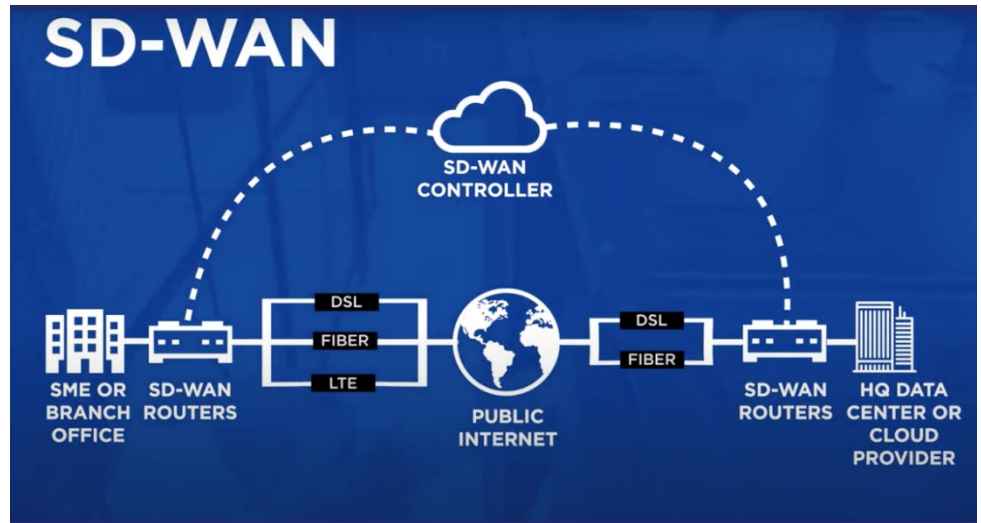 SD-WAN
SD-WAN
CONTROLLER
DSL
FIBER
LTE
DSL
FIBER
SME OR
BRANCH
OFFICE
SD-WAN
ROUTERS
PUBLIC
INTERNET
SD-WAN
ROUTERS
HQ DATA
CENTER OR
CLOUD
PROVIDER